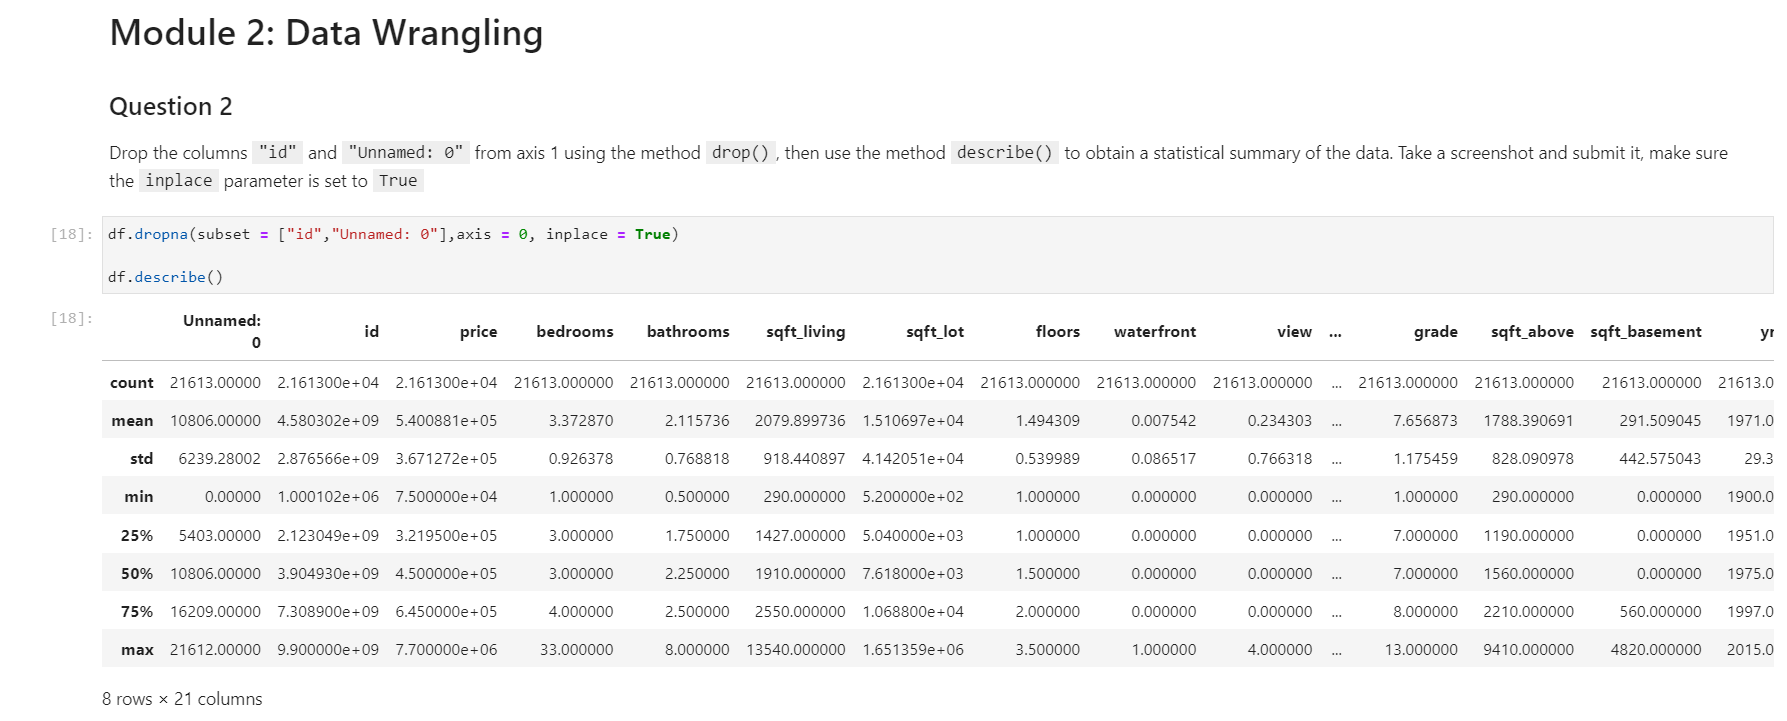 Module 2: Data Wrangling
Question 2
Drop the columns "id" and "Unnamed: 0" from axis 1 using the method drop(), then use the method describe() to obtain a statistical summary of the data. Take a screenshot and submit it, make sure
the inplace parameter is set to True
[18]: df.dropna(subset = ["id","Unnamed: 0"],axis = 0, inplace = True)
df.describe()
[18]: Unnamed: 0 id price bedrooms bathrooms sqft_living sqft_lot floors waterfront view ... grade sqft_above sqft_basement yr
count 21613.00000 2.161300e+04 2.161300e+04 21613.000000 21613.000000 21613.000000 2.161300e+04 21613.000000 21613.000000 21613.000000 ... 21613.000000 21613.000000 21613.000000 21613.0
mean 10806.00000 4.580302e+09 5.400881e+05 3.372870 2.115736 2079.899736 1.510697e+04 1.494309 0.007542 0.234303 ... 7.656873 1788.390691 291.509045 1971.0
std 6239.28002 2.876566e+09 3.671272e+05 0.926378 0.768818 918.440897 4.142051e+04 0.539989 0.086517 0.766318 ... 1.175459 828.090978 442.575043 29.3
min 0.00000 1.000102e+06 7.500000e+04 1.000000 0.500000 290.000000 5.200000e+02 1.000000 0.000000 0.000000 ... 1.000000 290.000000 0.000000 1900.0
25% 5403.00000 2.123049e+09 3.219500e+05 3.000000 1.750000 1427.000000 5.040000e+03 1.000000 0.000000 0.000000 ... 7.000000 1190.000000 0.000000 1951.0
50% 10806.00000 3.904930e+09 4.500000e+05 3.000000 2.250000 1910.000000 7.618000e+03 1.500000 0.000000 0.000000 ... 7.000000 1560.000000 0.000000 1975.0
75% 16209.00000 7.308900e+09 6.450000e+05 4.000000 2.500000 2550.000000 1.068800e+04 2.000000 0.000000 0.000000 ... 8.000000 2210.000000 560.000000 1997.0
max 21612.00000 9.900000e+09 7.700000e+06 33.000000 8.000000 13540.000000 1.651359e+06 3.500000 1.000000 4.000000 ... 13.000000 9410.000000 4820.000000 2015.0
8 rows × 21 columns